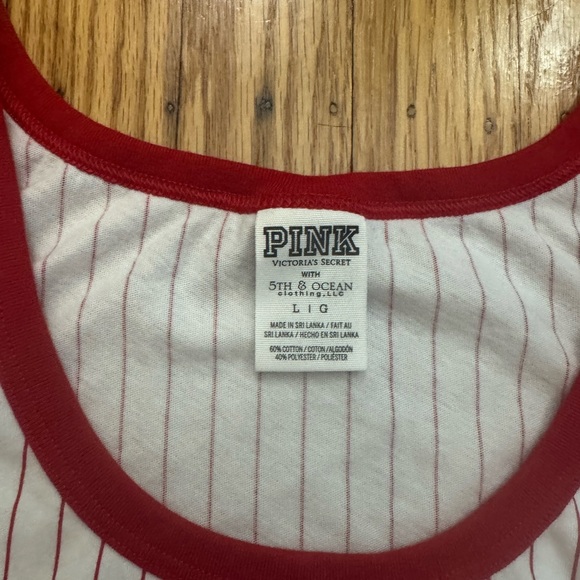 PINK
VICTORIA'S SECRET
WITH
5TH & OCEAN
clothing, LLC
L | G
MADE IN SRI LANKA / FAIT AU
SRI LANKA / HECHO EN SRI LANKA
60% COTTON / COTON / ALGODÓN
40% POLYESTER / POLIÉSTER